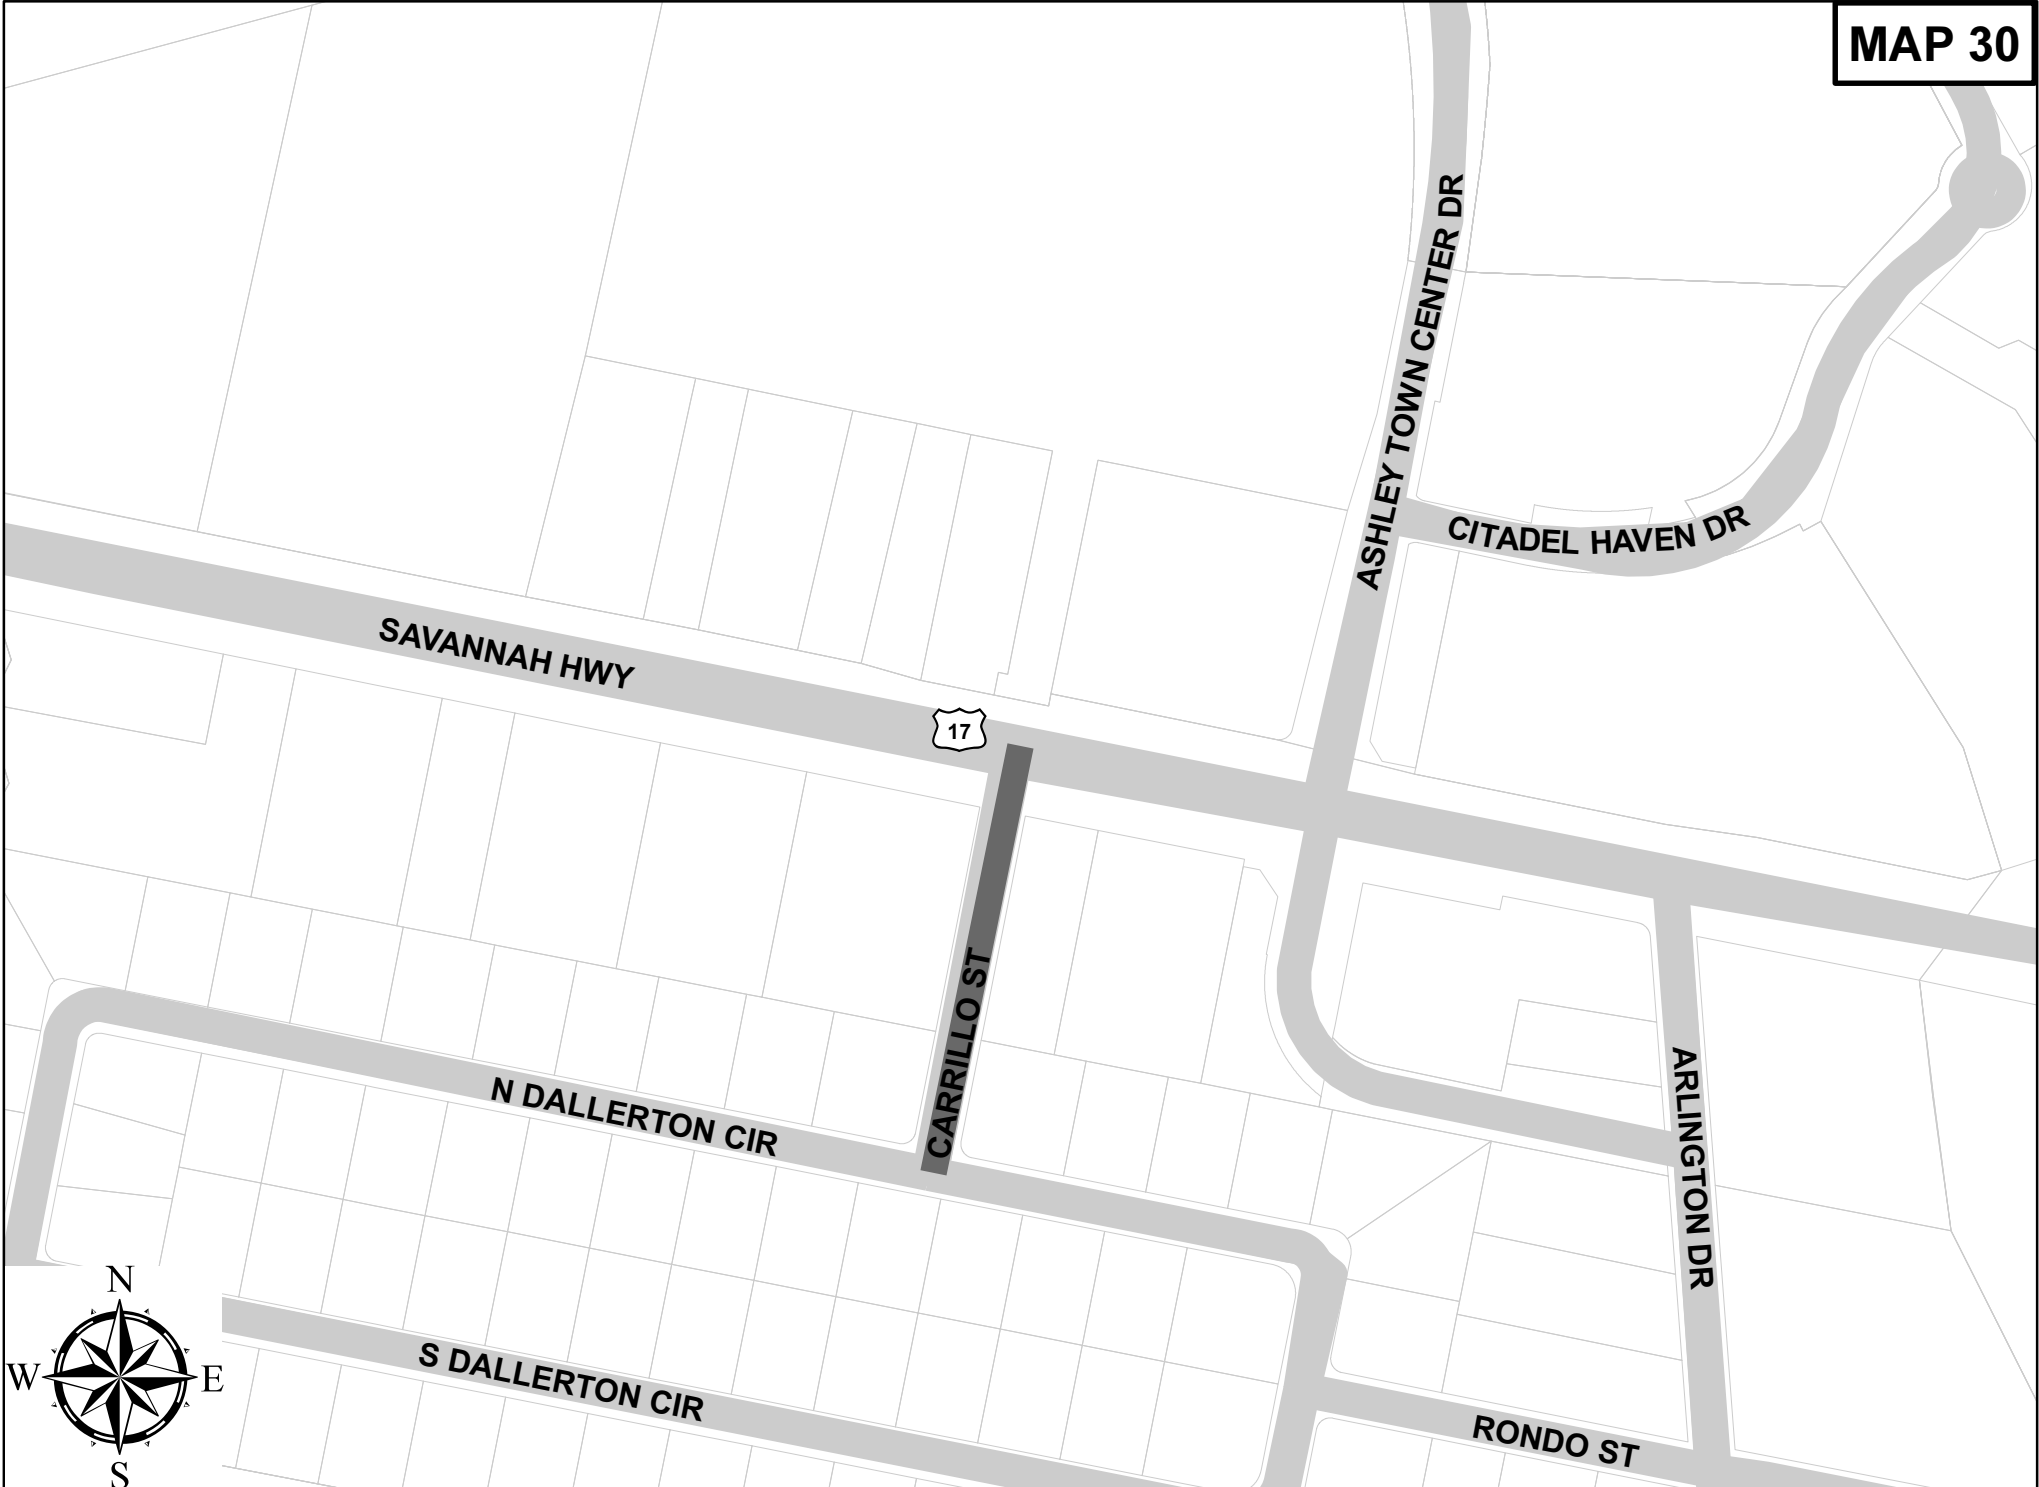 MAP 30
ASHLEY TOWN CENTER DR
CITADEL HAVEN DR
SAVANNAH HWY
17
CARRILLO ST
N DALLERTON CIR
ARLINGTON DR
N
W
E
S
S DALLERTON CIR
RONDO ST